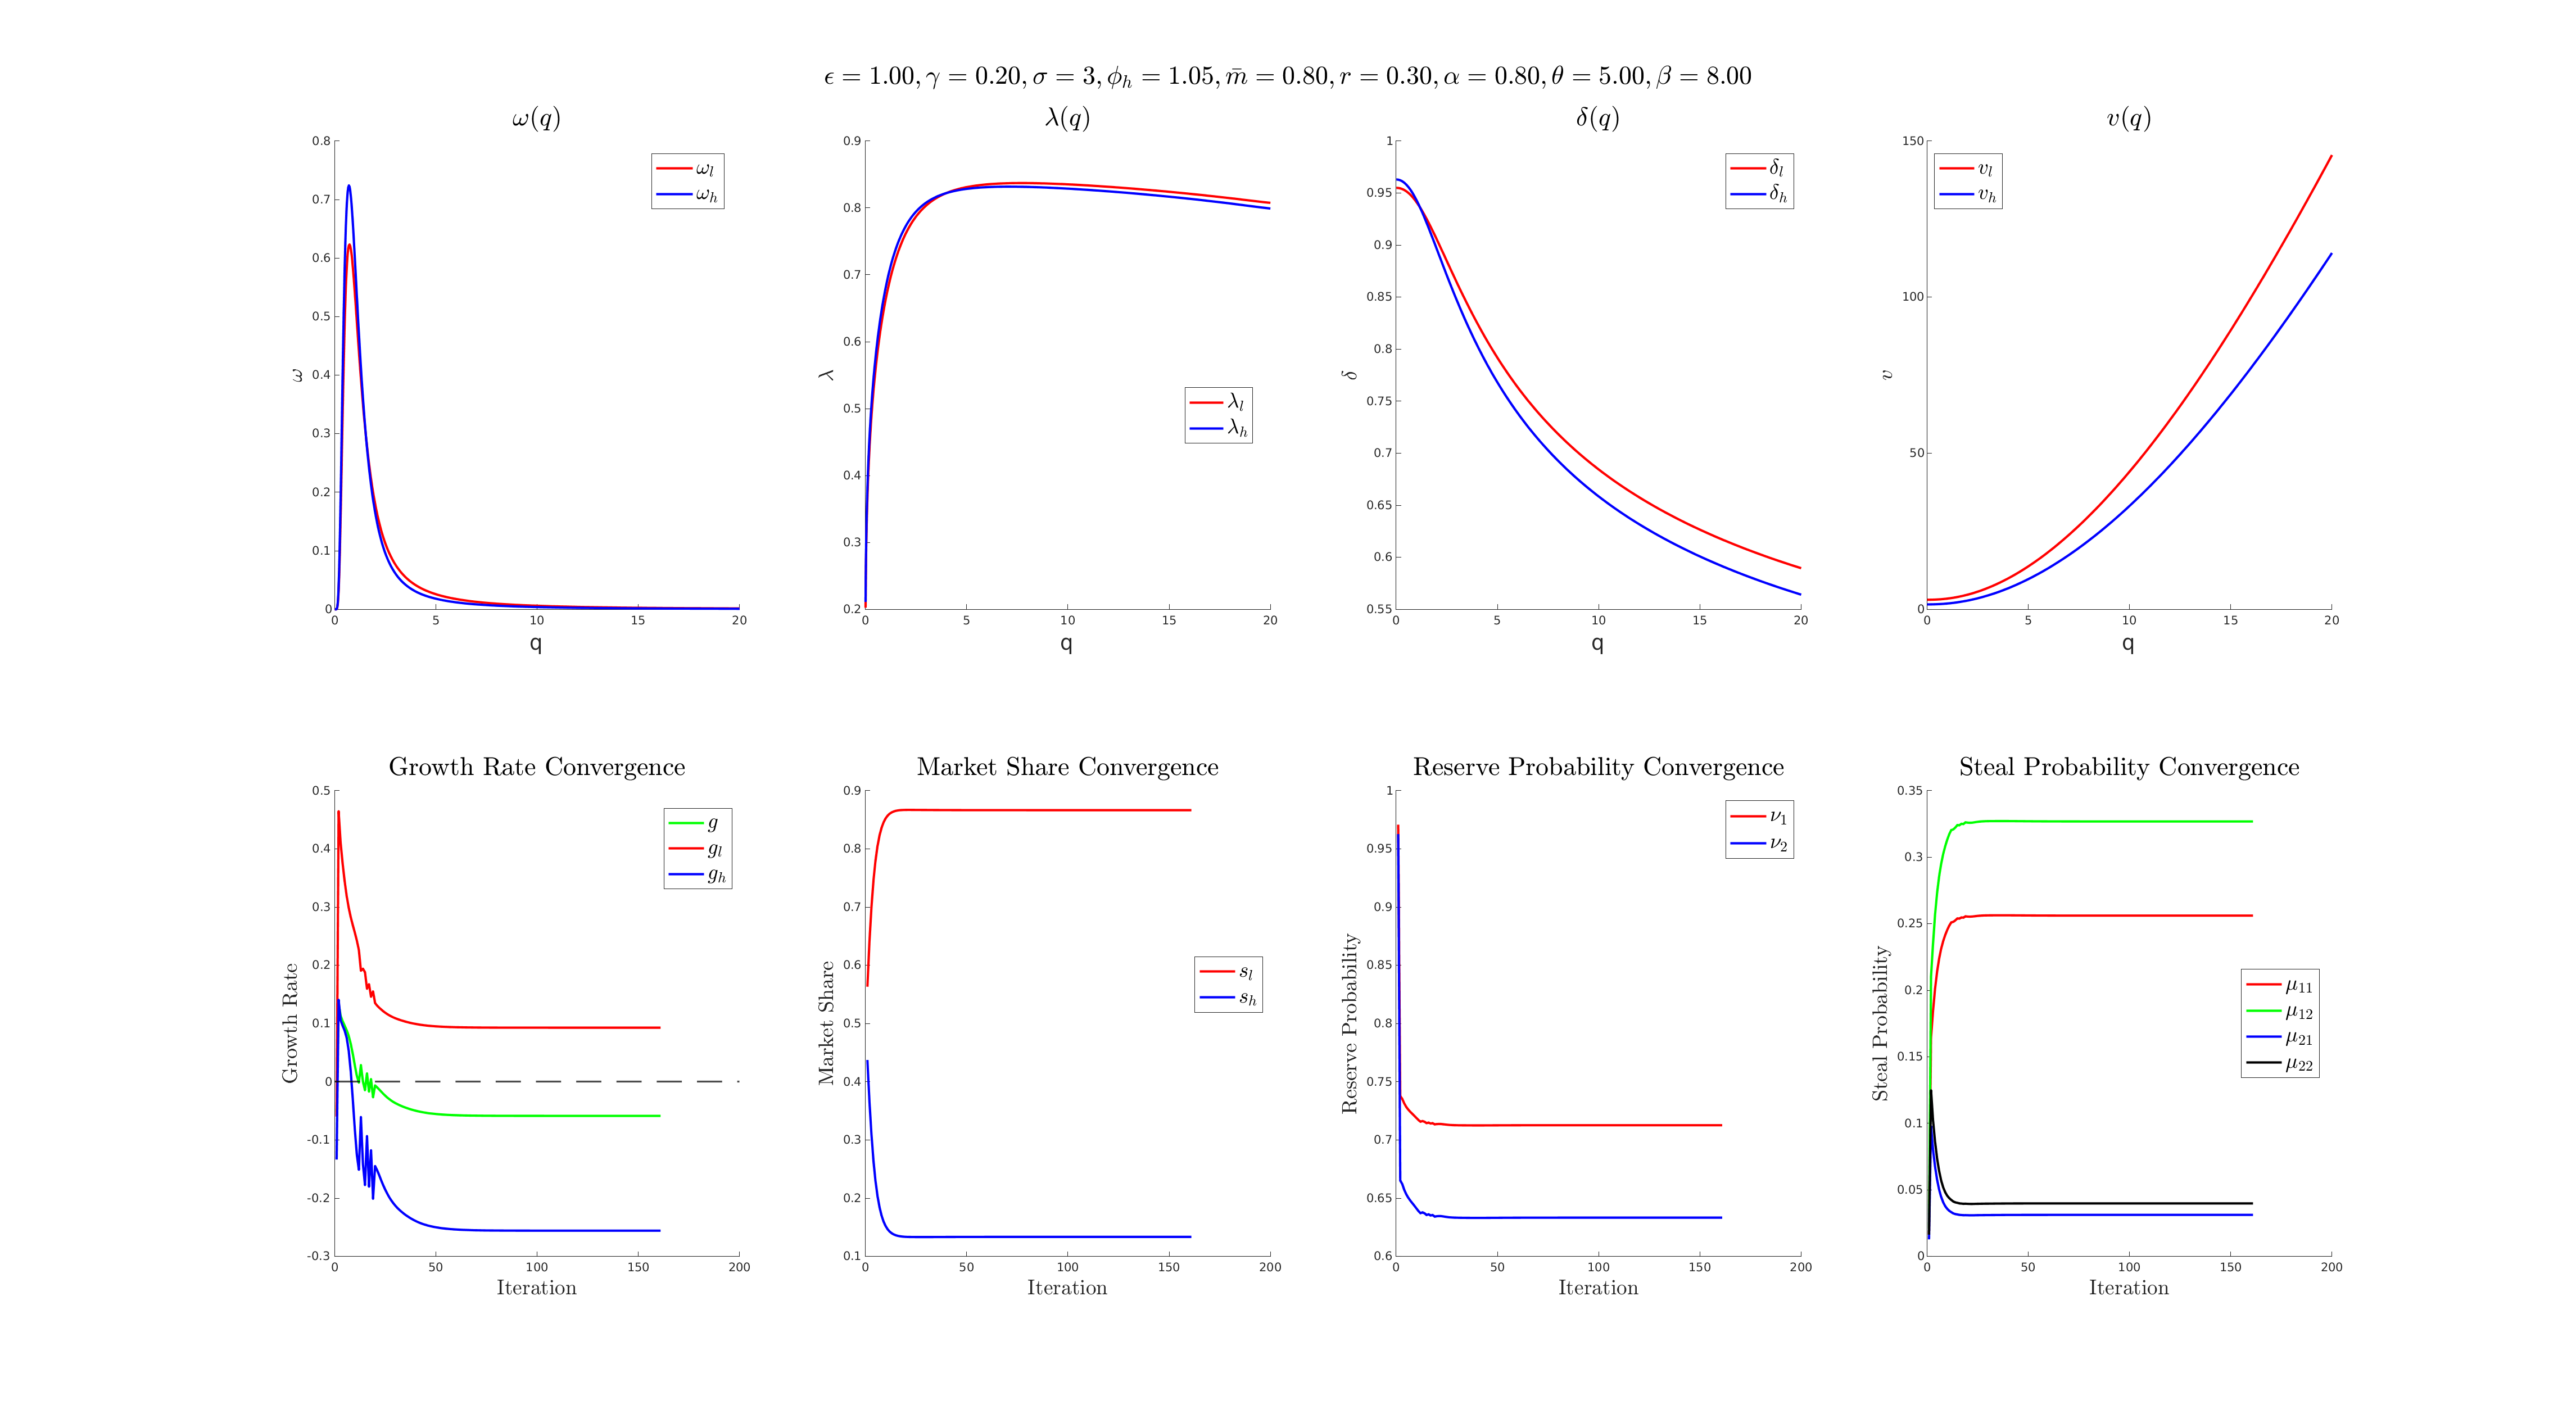 ϵ = 1.00, γ = 0.20, σ = 3, ϕ_h = 1.05, m̄ = 0.80, r = 0.30, α = 0.80, θ = 5.00, β = 8.00
ω(q)
0.8
0.7
0.6
0.5
0.4
0.3
0.2
0.1
0
ω
0 5 10 15 20
q
ω_l
ω_h
λ(q)
0.9
0.8
0.7
0.6
0.5
0.4
0.3
0.2
λ
0 5 10 15 20
q
λ_l
λ_h
δ(q)
1
0.95
0.9
0.85
0.8
0.75
0.7
0.65
0.6
0.55
δ
0 5 10 15 20
q
δ_l
δ_h
v(q)
150
100
50
0
v
0 5 10 15 20
q
v_l
v_h
Growth Rate Convergence
0.5
0.4
0.3
0.2
0.1
0
-0.1
-0.2
-0.3
Growth Rate
0 50 100 150 200
Iteration
g
g_l
g_h
Market Share Convergence
0.9
0.8
0.7
0.6
0.5
0.4
0.3
0.2
0.1
Market Share
0 50 100 150 200
Iteration
s_l
s_h
Reserve Probability Convergence
1
0.95
0.9
0.85
0.8
0.75
0.7
0.65
0.6
Reserve Probability
0 50 100 150 200
Iteration
ν_1
ν_2
Steal Probability Convergence
0.35
0.3
0.25
0.2
0.15
0.1
0.05
0
Steal Probability
0 50 100 150 200
Iteration
μ_11
μ_12
μ_21
μ_22